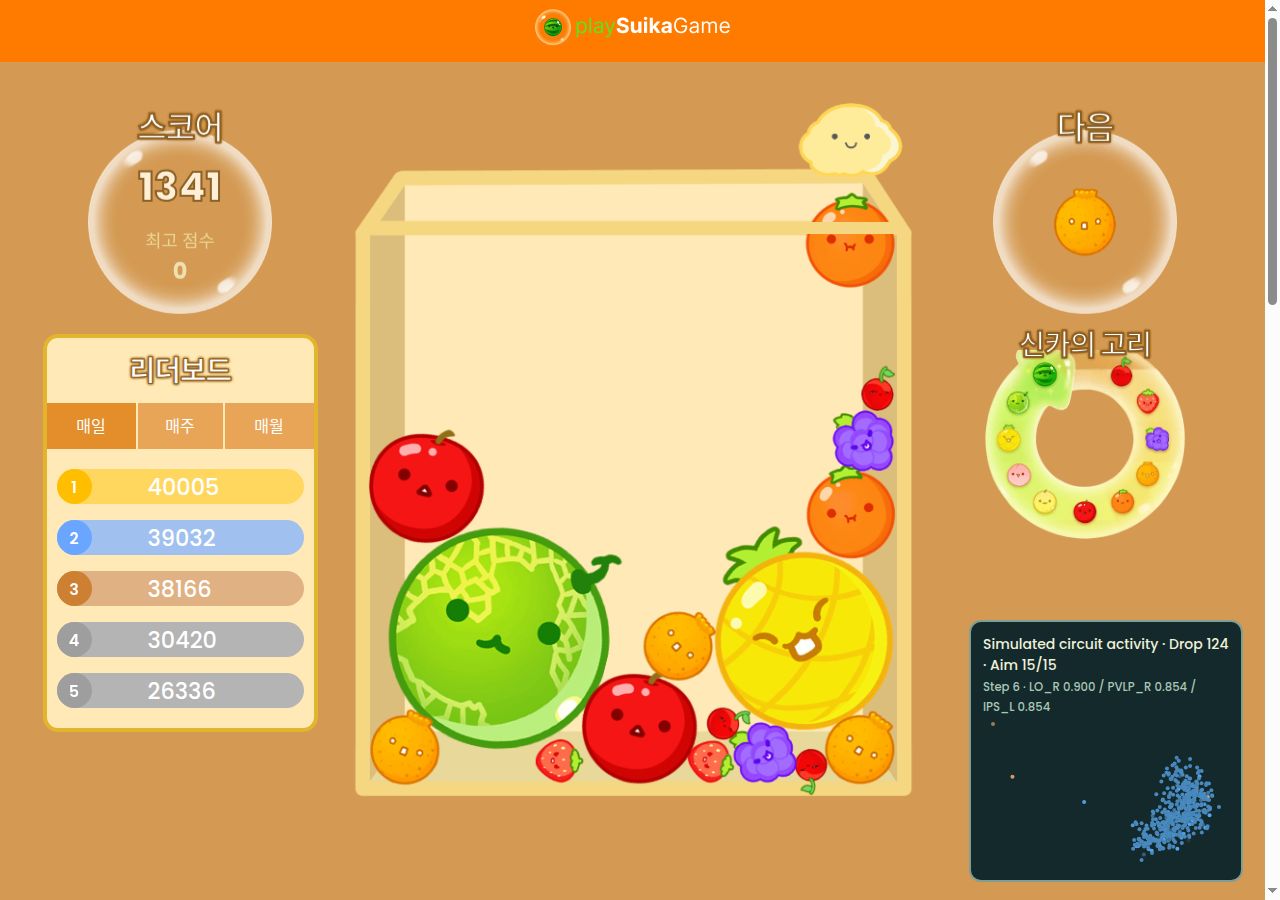 playSuikaGame
스코어
1341
최고 점수
0
다음
신카의 고리
리더보드
매일 매주 매월
1 40005
2 39032
3 38166
4 30420
5 26336
Simulated circuit activity · Drop 124
· Aim 15/15
Step 6 · LO_R 0.900 / PVLP_R 0.854 /
IPS_L 0.854